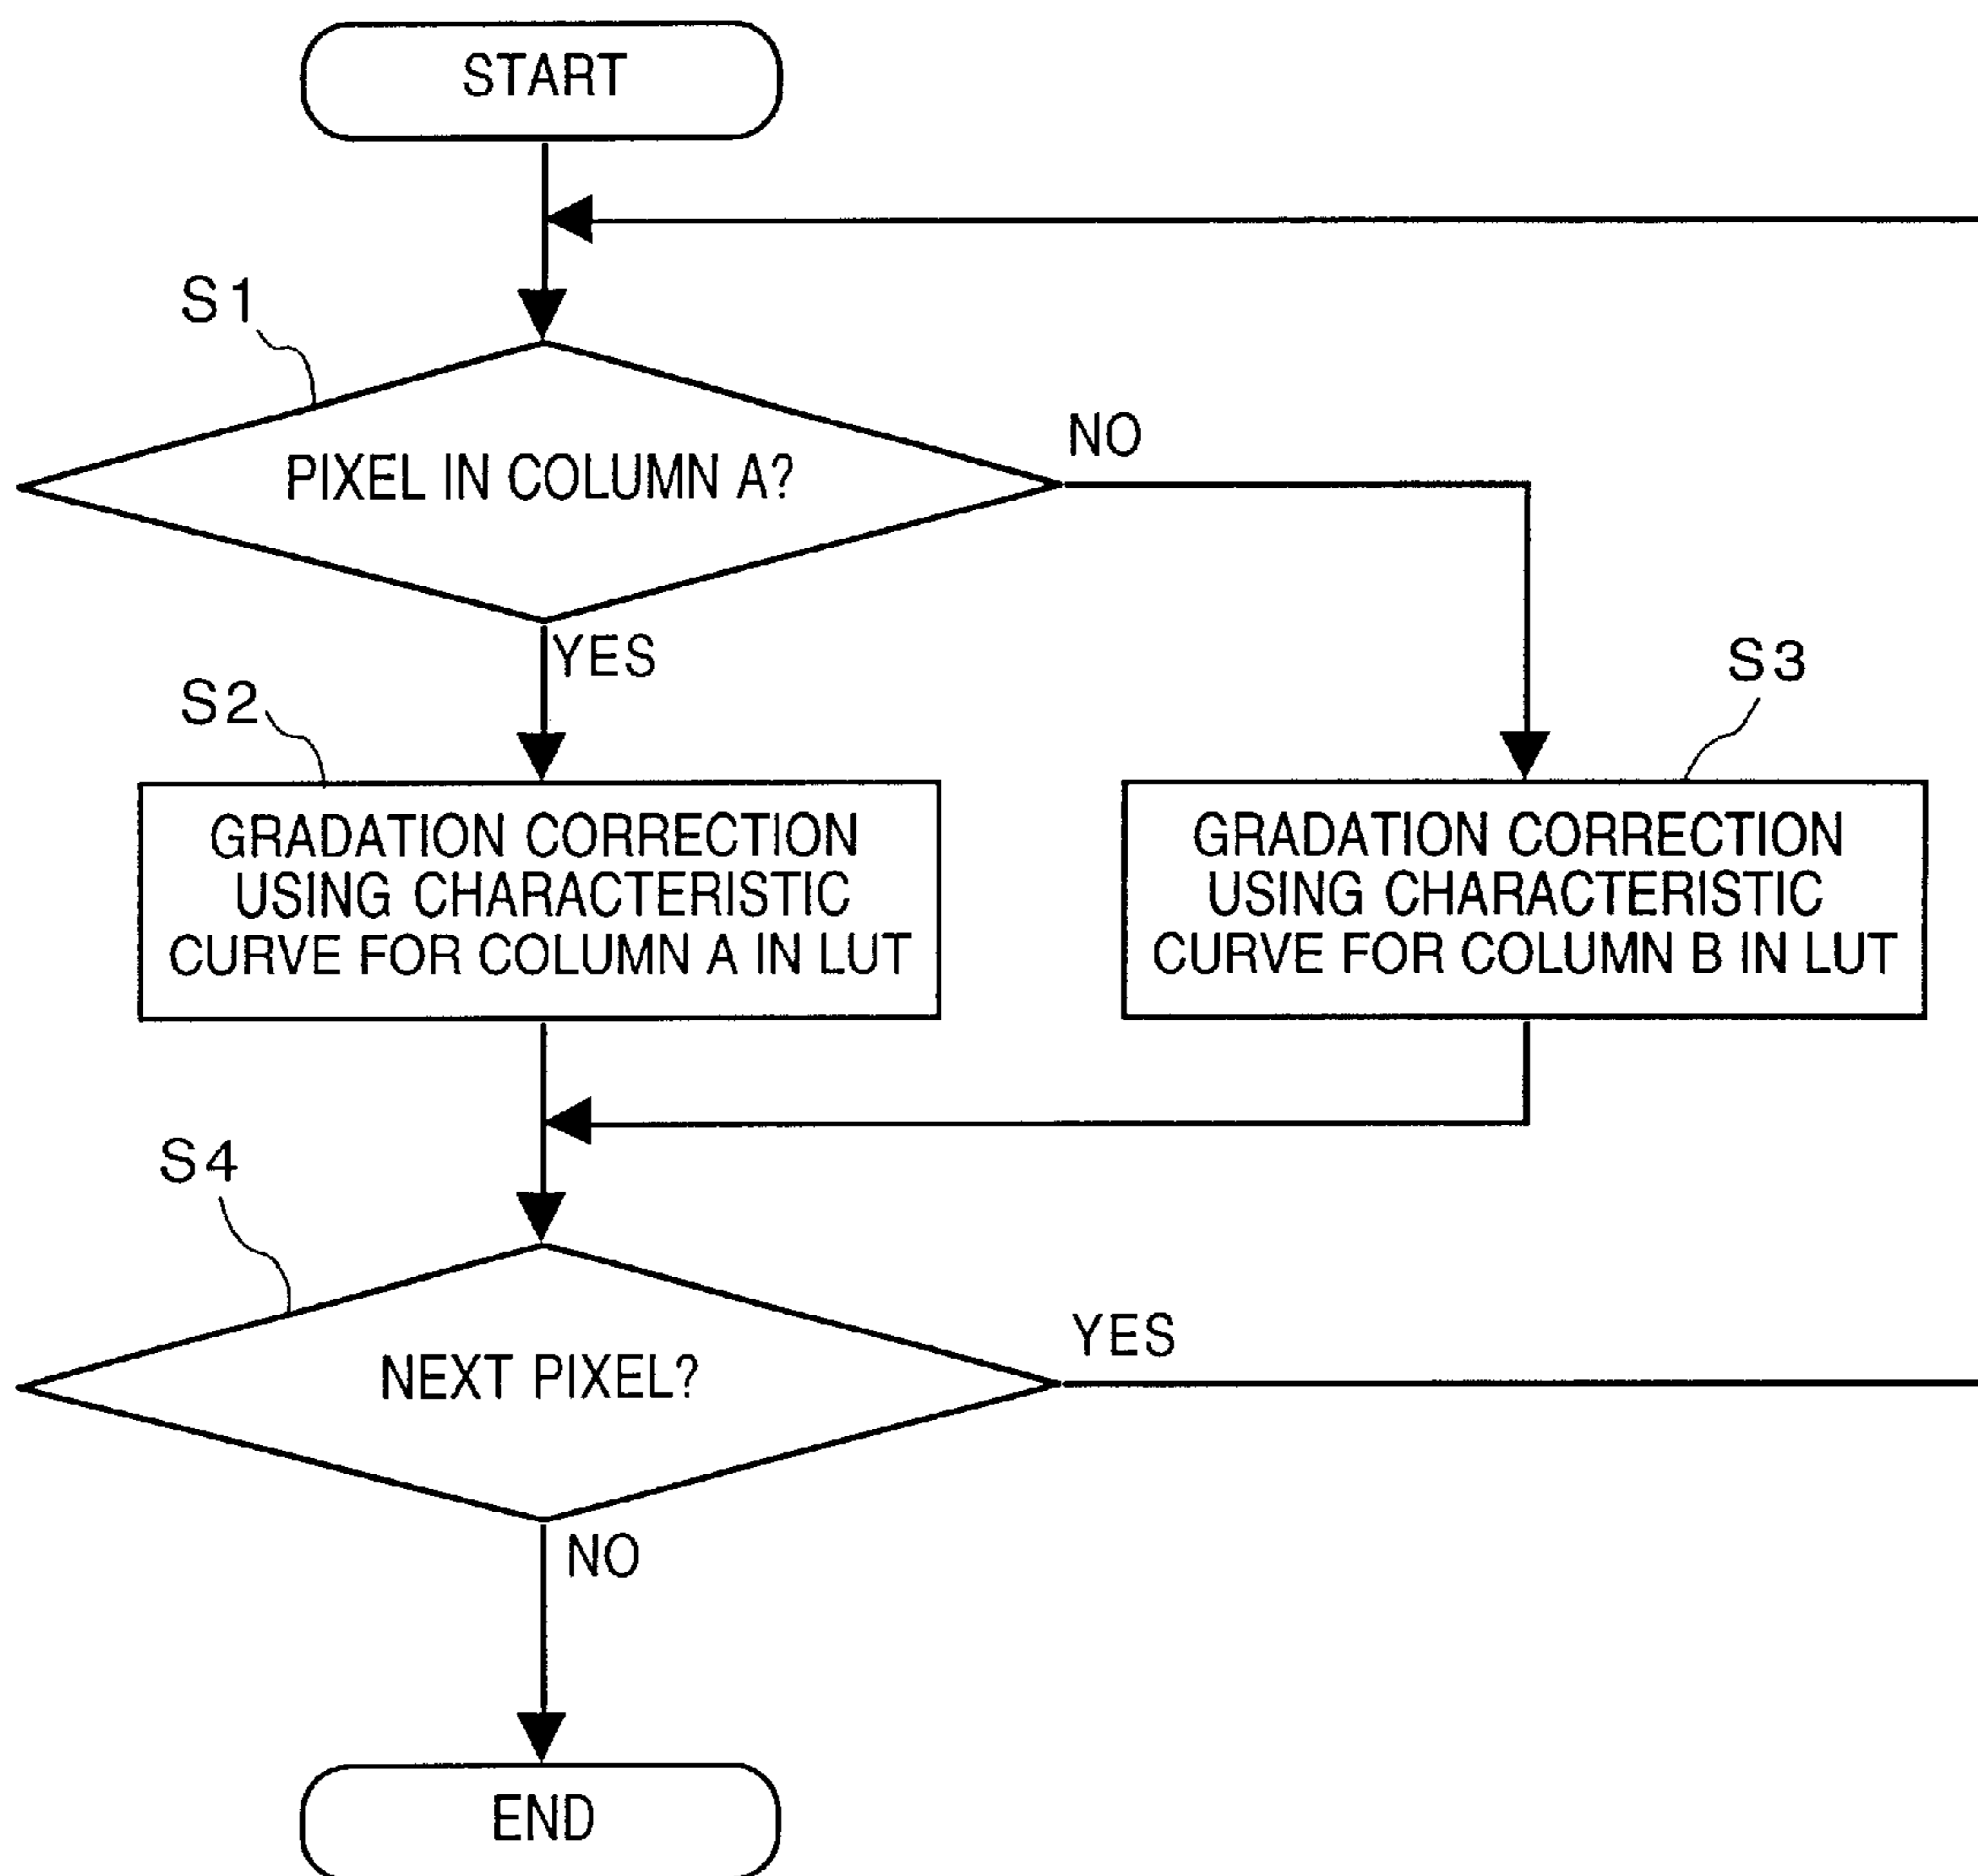 START
S1
NO
PIXEL IN COLUMN A?
YES
S2
S3
GRADATION CORRECTION
USING CHARACTERISTIC
CURVE FOR COLUMN A IN LUT
GRADATION CORRECTION
USING CHARACTERISTIC
CURVE FOR COLUMN B IN LUT
S4
YES
NEXT PIXEL?
NO
END